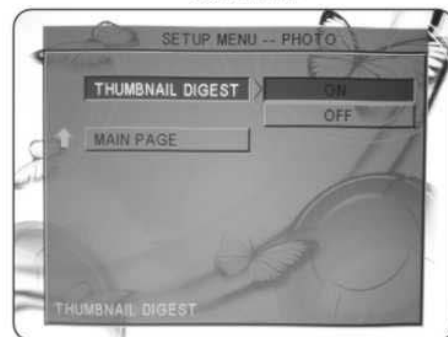 SETUP MENU -- PHOTO
THUMBNAIL DIGEST
ON
OFF
MAIN PAGE
THUMBNAIL DIGEST